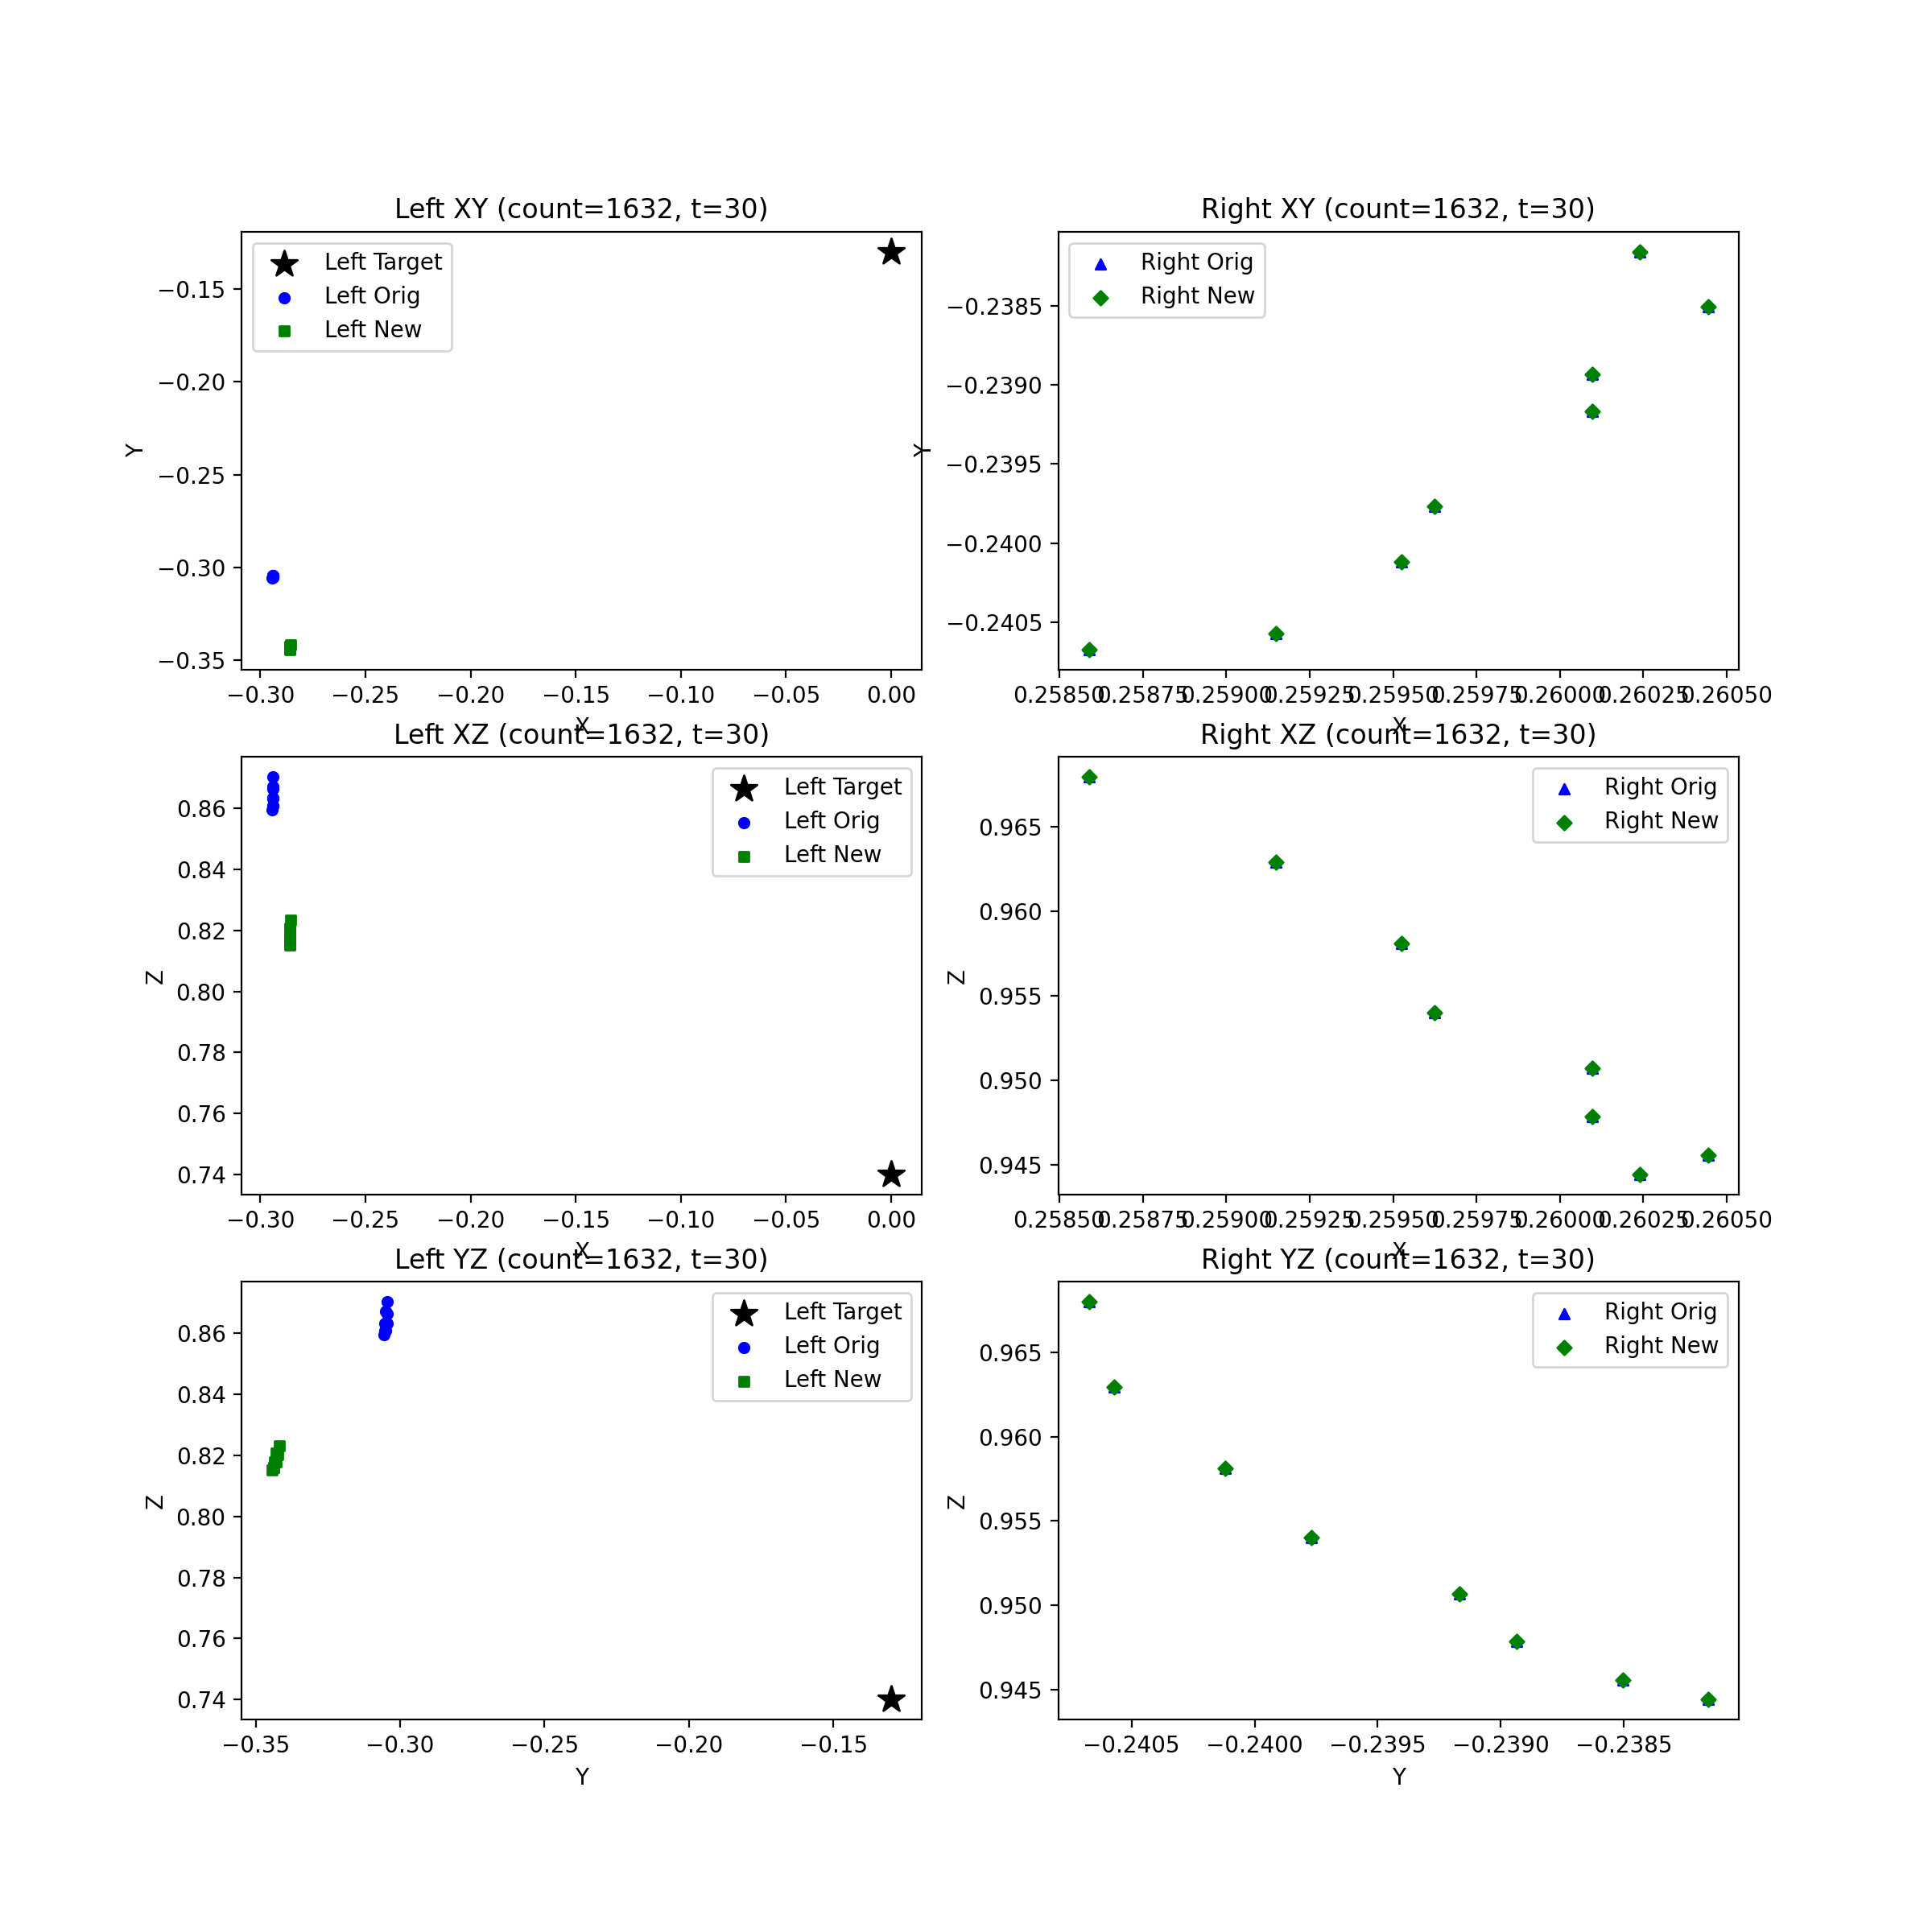 Left XY (count=1632, t=30)
Left Target
Left Orig
Left New
Y
−0.15
−0.20
−0.25
−0.30
−0.35
−0.30
−0.25
−0.20
−0.15
−0.10
−0.05
0.00
X
Right XY (count=1632, t=30)
Right Orig
Right New
Y
−0.2385
−0.2390
−0.2395
−0.2400
−0.2405
0.25850
0.25875
0.25900
0.25925
0.25950
0.25975
0.26000
0.26025
0.26050
X
Left XZ (count=1632, t=30)
Left Target
Left Orig
Left New
Z
0.86
0.84
0.82
0.80
0.78
0.76
0.74
−0.30
−0.25
−0.20
−0.15
−0.10
−0.05
0.00
X
Right XZ (count=1632, t=30)
Right Orig
Right New
Z
0.965
0.960
0.955
0.950
0.945
0.25850
0.25875
0.25900
0.25925
0.25950
0.25975
0.26000
0.26025
0.26050
X
Left YZ (count=1632, t=30)
Left Target
Left Orig
Left New
Z
0.86
0.84
0.82
0.80
0.78
0.76
0.74
−0.35
−0.30
−0.25
−0.20
−0.15
Y
Right YZ (count=1632, t=30)
Right Orig
Right New
Z
0.965
0.960
0.955
0.950
0.945
−0.2405
−0.2400
−0.2395
−0.2390
−0.2385
Y